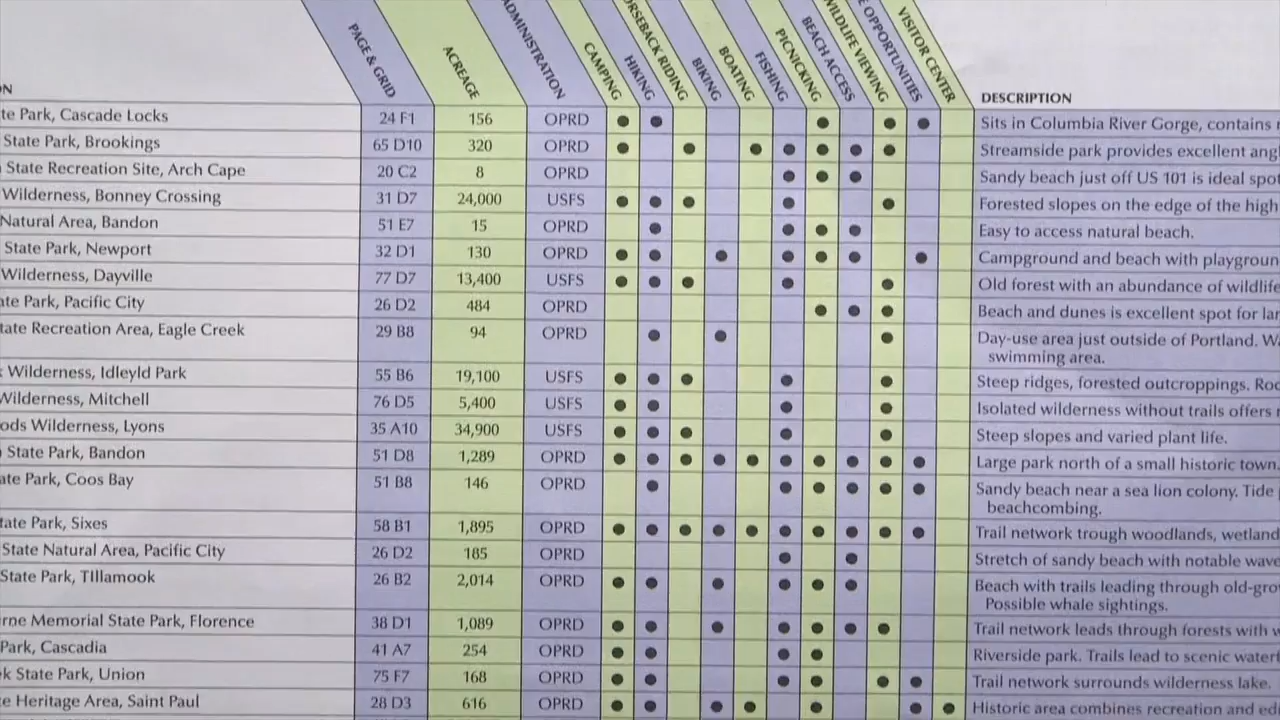 PAGE & GRID ACREAGE ADMINISTRATION CAMPING HIKING RSEBACK RIDING BIKING BOATING FISHING PICNICKING BEACH ACCESS WILDLIFE VIEWING E OPPORTUNITIES VISITOR CENTER
N DESCRIPTION
te Park, Cascade Locks 24 F1 156 OPRD Sits in Columbia River Gorge, contains
State Park, Brookings 65 D10 320 OPRD Streamside park provides excellent ang
State Recreation Site, Arch Cape 20 C2 8 OPRD Sandy beach just off US 101 is ideal spot
Wilderness, Bonney Crossing 31 D7 24,000 USFS Forested slopes on the edge of the high
Natural Area, Bandon 51 E7 15 OPRD Easy to access natural beach.
State Park, Newport 32 D1 130 OPRD Campground and beach with playgroun
Wilderness, Dayville 77 D7 13,400 USFS Old forest with an abundance of wildlife
ate Park, Pacific City 26 D2 484 OPRD Beach and dunes is excellent spot for lar
tate Recreation Area, Eagle Creek 29 B8 94 OPRD Day-use area just outside of Portland. Wa
swimming area.
Wilderness, Idleyld Park 55 B6 19,100 USFS Steep ridges, forested outcroppings. Roc
Wilderness, Mitchell 76 D5 5,400 USFS Isolated wilderness without trails offers
ods Wilderness, Lyons 35 A10 34,900 USFS Steep slopes and varied plant life.
State Park, Bandon 51 D8 1,289 OPRD Large park north of a small historic town.
ate Park, Coos Bay 51 B8 146 OPRD Sandy beach near a sea lion colony. Tide
beachcombing.
tate Park, Sixes 58 B1 1,895 OPRD Trail network trough woodlands, wetland
State Natural Area, Pacific City 26 D2 185 OPRD Stretch of sandy beach with notable wave
State Park, TIllamook 26 B2 2,014 OPRD Beach with trails leading through old-gro
Possible whale sightings.
rne Memorial State Park, Florence 38 D1 1,089 OPRD Trail network leads through forests with
Park, Cascadia 41 A7 254 OPRD Riverside park. Trails lead to scenic waterf
k State Park, Union 75 F7 168 OPRD Trail network surrounds wilderness lake.
e Heritage Area, Saint Paul 28 D3 616 OPRD Historic area combines recreation and ed